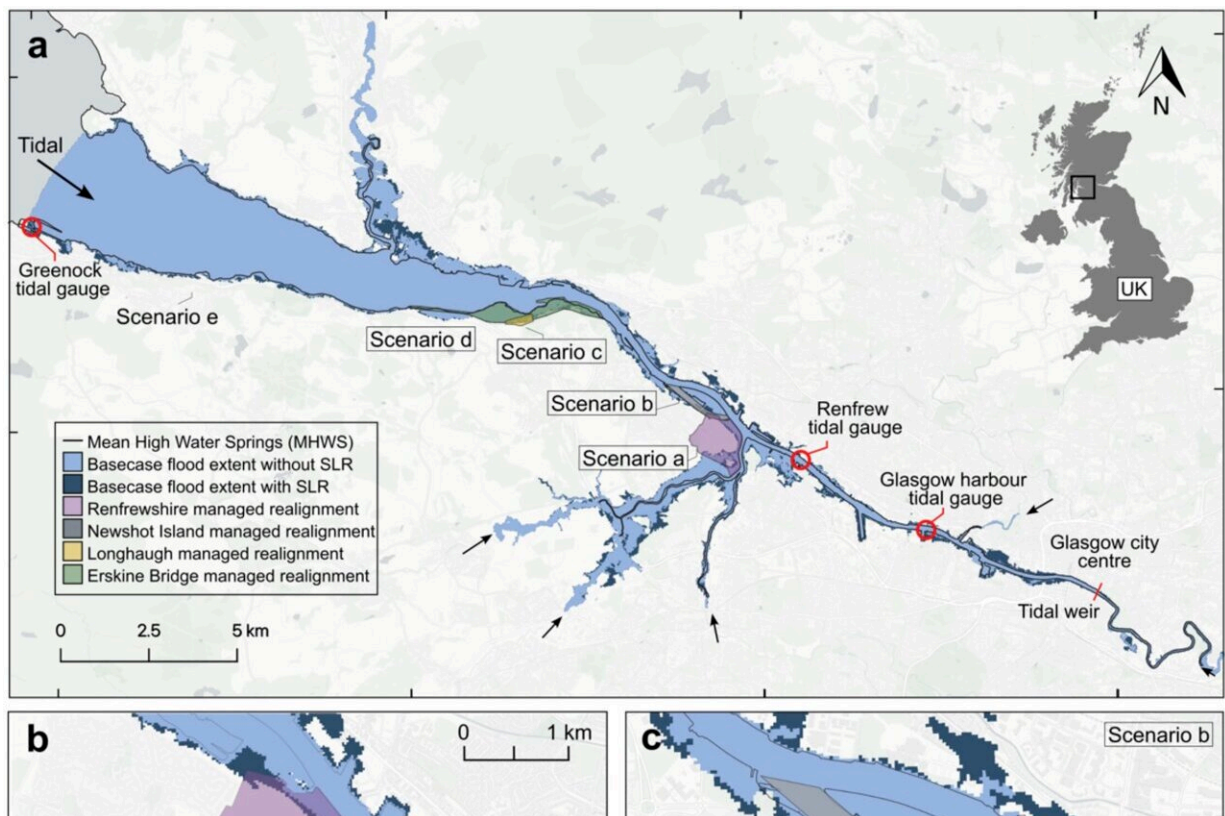 a
N
Tidal
Greenock
tidal gauge
UK
Scenario e
Scenario d
Scenario c
Scenario b
Renfrew
tidal gauge
Scenario a
Glasgow harbour
tidal gauge
Glasgow city
centre
Tidal weir
Mean High Water Springs (MHWS)
Basecase flood extent without SLR
Basecase flood extent with SLR
Renfrewshire managed realignment
Newshot Island managed realignment
Longhaugh managed realignment
Erskine Bridge managed realignment
0 2.5 5 km
b
0 1 km
c
Scenario b